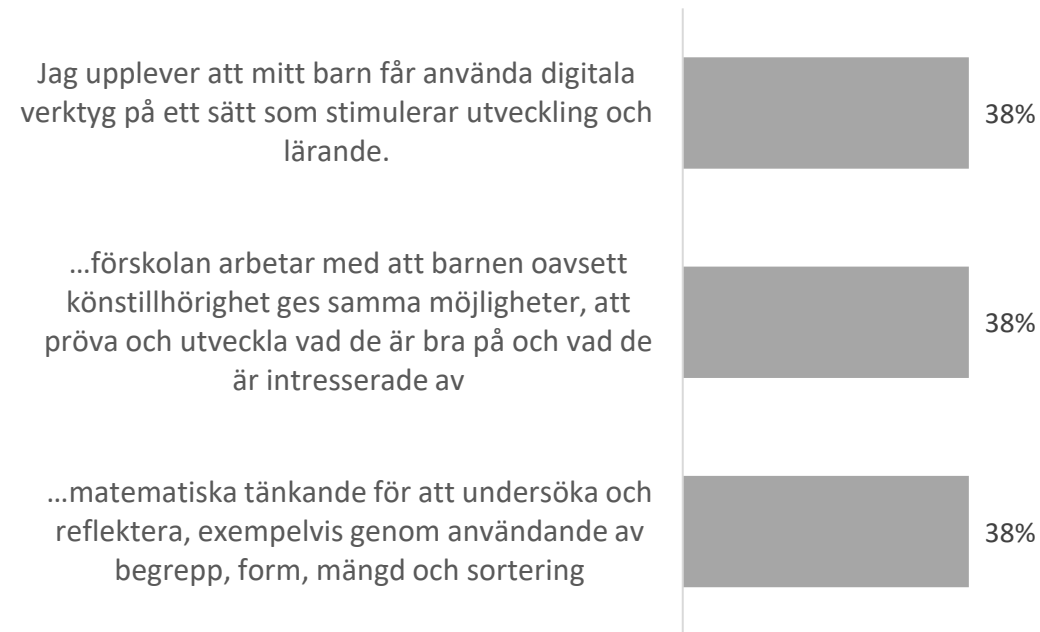 Jag upplever att mitt barn får använda digitala
verktyg på ett sätt som stimulerar utveckling och
lärande.
38%
…förskolan arbetar med att barnen oavsett
könstillhörighet ges samma möjligheter, att
pröva och utveckla vad de är bra på och vad de
är intresserade av
38%
…matematiska tänkande för att undersöka och
reflektera, exempelvis genom användande av
begrepp, form, mängd och sortering
38%